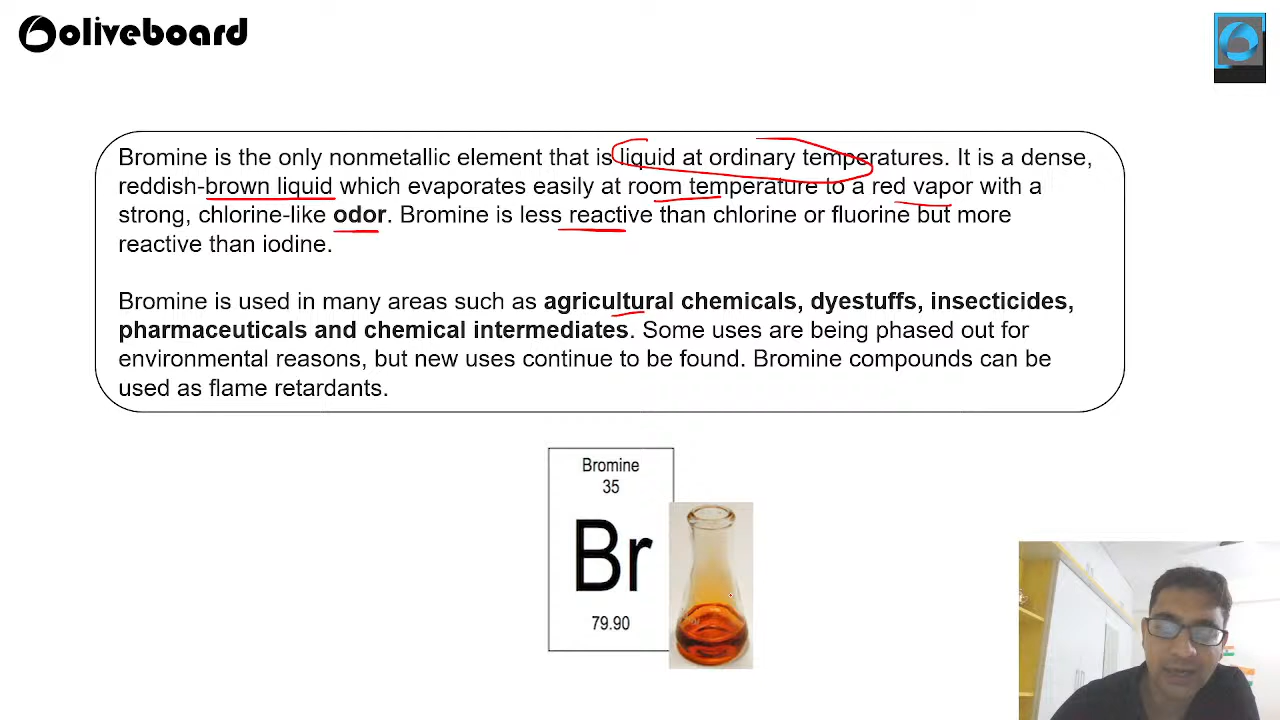 oliveboard
Bromine is the only nonmetallic element that is liquid at ordinary temperatures. It is a dense,
reddish-brown liquid which evaporates easily at room temperature to a red vapor with a
strong, chlorine-like odor. Bromine is less reactive than chlorine or fluorine but more
reactive than iodine.
Bromine is used in many areas such as agricultural chemicals, dyestuffs, insecticides,
pharmaceuticals and chemical intermediates. Some uses are being phased out for
environmental reasons, but new uses continue to be found. Bromine compounds can be
used as flame retardants.
Bromine
35
Br
79.90